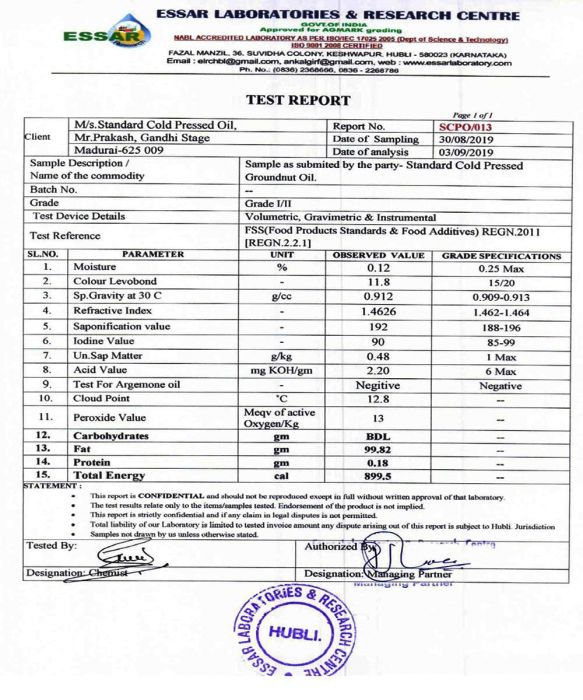 ESSAR LABORATORIES & RESEARCH CENTRE
GOVT.OF INDIA
Approved for AGMARK grading
ESSAR
NABL ACCREDITED LABORATORY AS PER ISO/IEC 17025 2005 (Dept of Science & Technology)
ISO 9001 2008 CERTIFIED
FAZAL MANZIL, 36, SUVIDHA COLONY, KESHWAPUR, HUBLI - 580023 (KARNATAKA)
Email : elrchbl@gmail.com, ankalgirf@gmail.com, web : www.essarlaboratory.com
Ph. No.. (0836) 2366666, 0836 - 2268788
TEST REPORT
Page 1 of 1
Client M/s.Standard Cold Pressed Oil, Report No. SCPO/013
Mr.Prakash, Gandhi Stage Date of Sampling 30/08/2019
Madurai-625 009 Date of analysis 03/09/2019
Sample Description / Sample as submited by the party- Standard Cold Pressed
Name of the commodity Groundnut Oil.
Batch No. --
Grade Grade I/II
Test Device Details Volumetric, Gravimetric & Instrumental
Test Reference FSS(Food Products Standards & Food Additives) REGN.2011
[REGN.2.2.1]
SL.NO. PARAMETER UNIT OBSERVED VALUE GRADE SPECIFICATIONS
1. Moisture % 0.12 0.25 Max
2. Colour Levobond - 11.8 15/20
3. Sp.Gravity at 30 C g/cc 0.912 0.909-0.913
4. Refractive Index - 1.4626 1.462-1.464
5. Saponification value - 192 188-196
6. Iodine Value - 90 85-99
7. Un.Sap Matter g/kg 0.48 1 Max
8. Acid Value mg KOH/gm 2.20 6 Max
9. Test For Argemone oil - Negitive Negative
10. Cloud Point °C 12.8 --
11. Peroxide Value Meqv of active Oxygen/Kg 13 --
12. Carbohydrates gm BDL --
13. Fat gm 99.82 --
14. Protein gm 0.18 --
15. Total Energy cal 899.5 --
STATEMENT :
• This report is CONFIDENTIAL and should not be reproduced except in full without written approval of that laboratory.
• The test results relate only to the items/samples tested. Endorsement of the product is not implied.
• This report is strictly confidential and if any claim in legal disputes is not permitted.
• Total liability of our Laboratory is limited to tested invoice amount any dispute arising out of this report is subject to Hubli Jurisdiction
• Samples not drawn by us unless otherwise stated.
Tested By: Authorized By
Designation: Chemist Designation: Managing Partner
Managing Partner
ESSAR LABORATORIES & RESEARCH CENTRE
HUBLI.